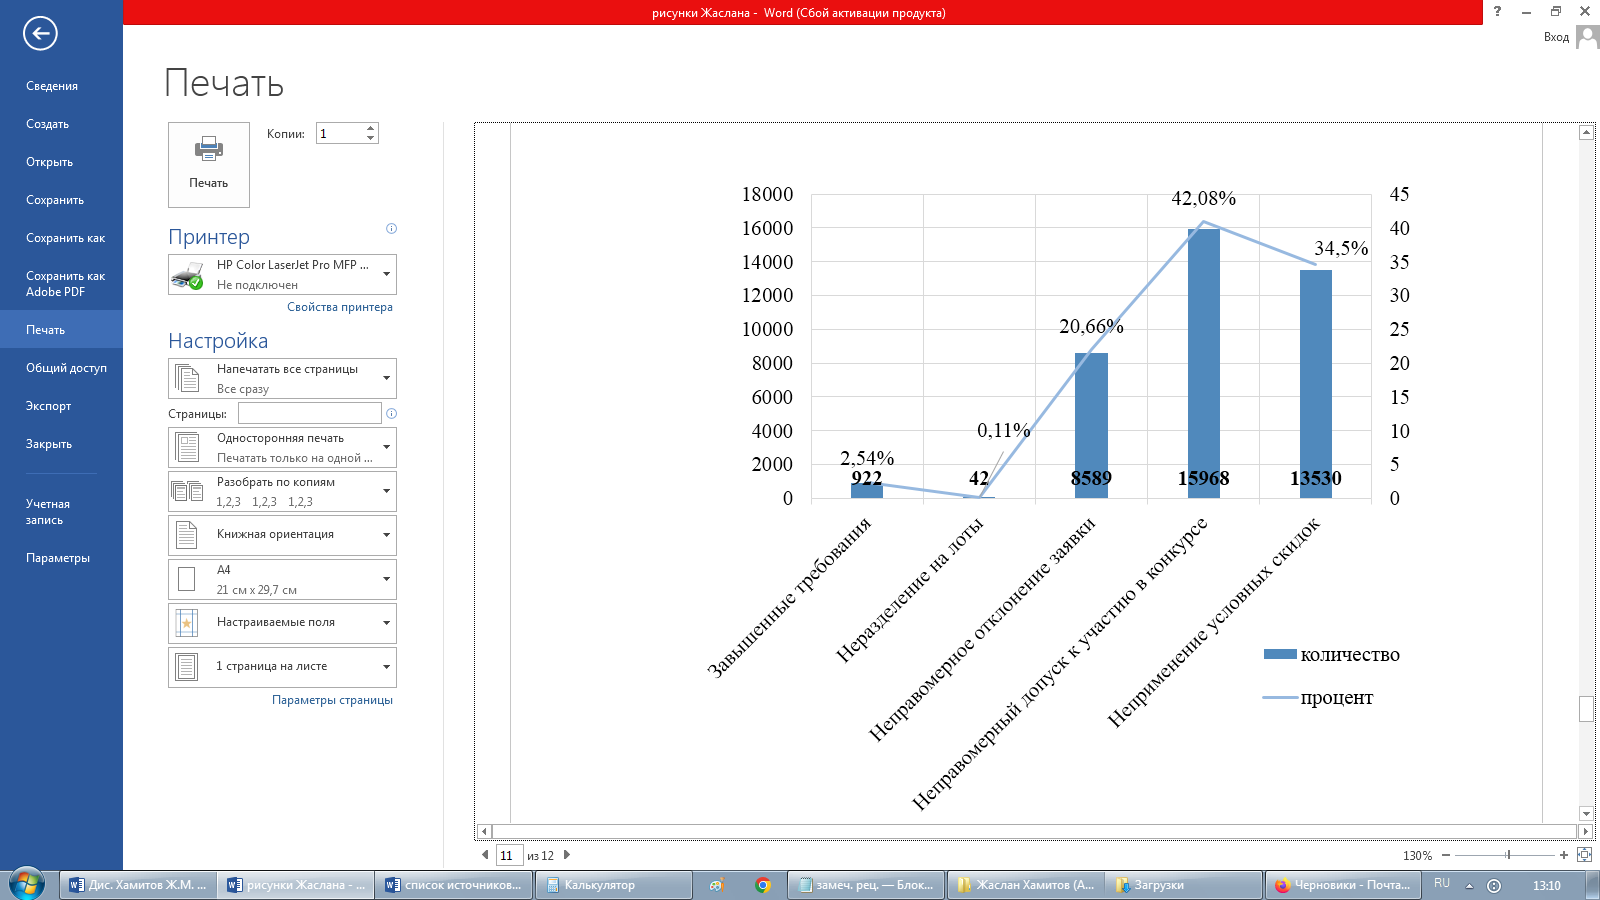 рисунки Жаслана - Word (Сбой активации продукта)
?
Вход
Сведения
Создать
Открыть
Сохранить
Сохранить как
Сохранить как
Adobe PDF
Печать
Общий доступ
Экспорт
Закрыть
Учетная
запись
Параметры
Печать
Печать
Копии: 1
Принтер
HP Color LaserJet Pro MFP ...
Не подключен
Свойства принтера
Настройка
Напечатать все страницы
Все сразу
Страницы:
Односторонняя печать
Печатать только на одной ...
Разобрать по копиям
1,2,3 1,2,3 1,2,3
Книжная ориентация
A4
21 см x 29,7 см
Настраиваемые поля
1 страница на листе
Параметры страницы
18000
16000
14000
12000
10000
8000
6000
4000
2000
0
45
40
35
30
25
20
15
10
5
0
2,54%
0,11%
20,66%
42,08%
34,5%
922
42
8589
15968
13530
Завышенные требования
Неразделение на лоты
Неправомерное отклонение заявки
Неправомерный допуск к участию в конкурсе
Неприменение условных скидок
количество
процент
11 из 12
130%
Дис. Хамитов Ж.М. ...
рисунки Жаслана - ...
список источников...
Калькулятор
замеч. рец. — Блок...
Жаслан Хамитов (A...
Загрузки
Черновики - Почта...
RU
13:10